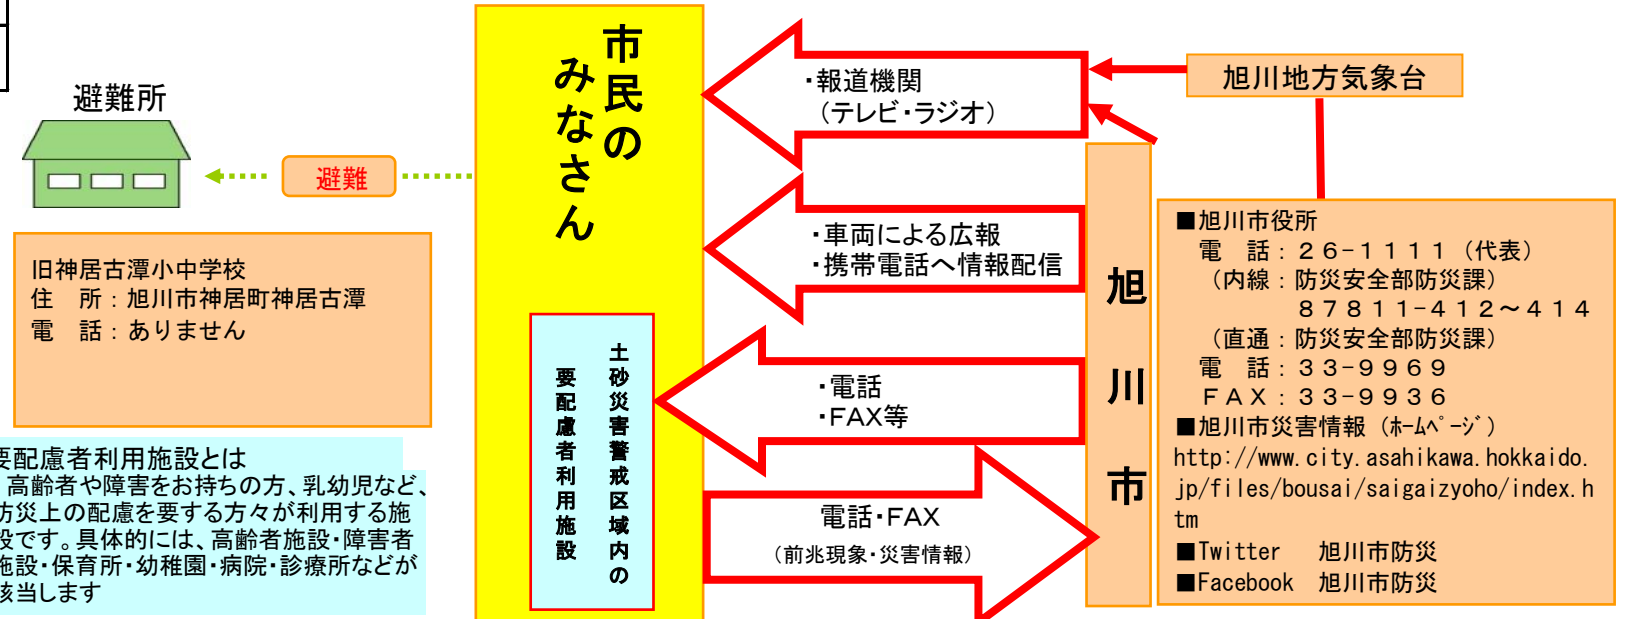 避難所
避難
旧神居古潭小中学校
住　所：旭川市神居町神居古潭
電　話：ありません
要配慮者利用施設とは
高齢者や障害をお持ちの方、乳幼児など、
防災上の配慮を要する方々が利用する施
設です。具体的には、高齢者施設・障害者
施設・保育所・幼稚園・病院・診療所などが
該当します
市民の
みなさん
土砂災害警戒区域内の
要配慮者利用施設
・報道機関
（テレビ・ラジオ）
・車両による広報
・携帯電話へ情報配信
・電話
・FAX等
電話・FAX
（前兆現象・災害情報）
旭川市
旭川地方気象台
■旭川市役所
電　話：２６−１１１１（代表）
（内線：防災安全部防災課）
８７８１１−４１２～４１４
（直通：防災安全部防災課）
電　話：３３−９９６９
ＦＡＸ：３３−９９３６
■旭川市災害情報（ﾎｰﾑﾍﾟｰｼﾞ）
http://www.city.asahikawa.hokkaido.
jp/files/bousai/saigaizyoho/index.h
tm
■Twitter　旭川市防災
■Facebook　旭川市防災